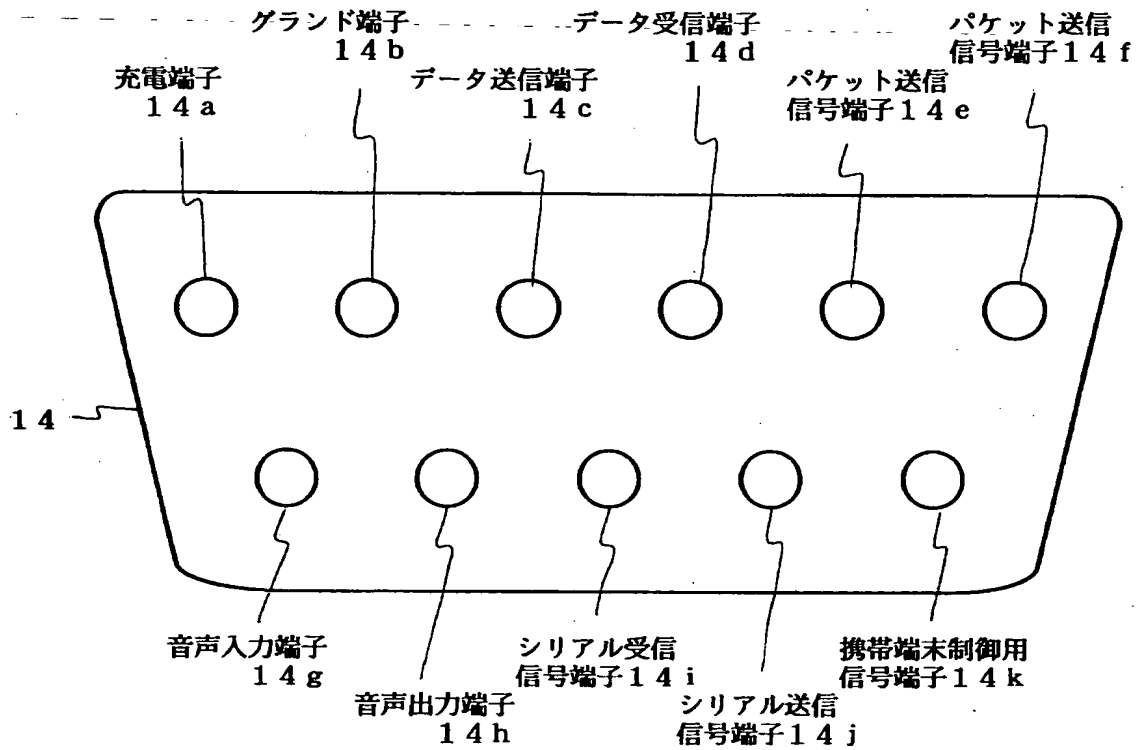 グランド端子
１４ｂ
データ受信端子
１４ｄ
パケット送信
信号端子１４ｆ
充電端子
１４ａ
データ送信端子
１４ｃ
パケット送信
信号端子１４ｅ
１４
音声入力端子
１４ｇ
シリアル受信
信号端子１４ｉ
携帯端末制御用
信号端子１４ｋ
音声出力端子
１４ｈ
シリアル送信
信号端子１４ｊ